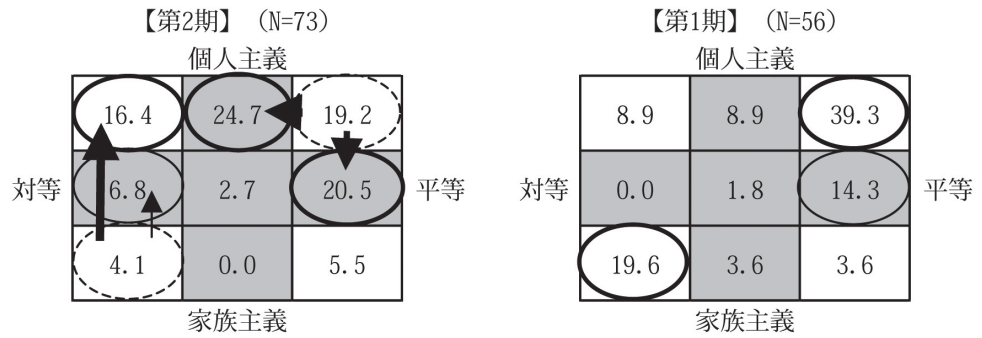 【第2期】（N=73）
個人主義
16.4 24.7 19.2
対等 6.8 2.7 20.5 平等
4.1 0.0 5.5
家族主義
【第1期】（N=56）
個人主義
8.9 8.9 39.3
対等 0.0 1.8 14.3 平等
19.6 3.6 3.6
家族主義